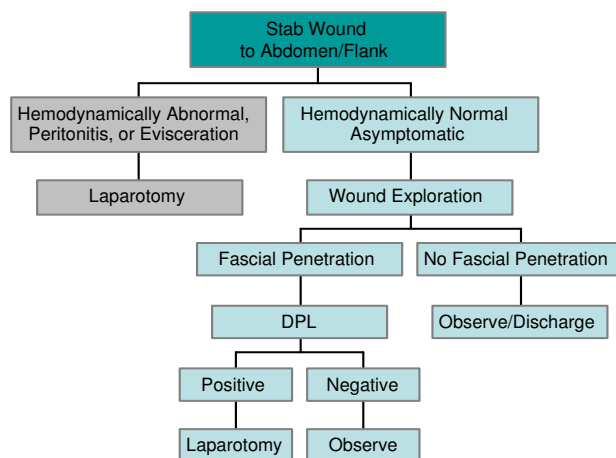 Stab Wound
to Abdomen/Flank
Hemodynamically Abnormal,
Peritonitis, or Evisceration
Hemodynamically Normal
Asymptomatic
Laparotomy
Wound Exploration
Fascial Penetration
No Fascial Penetration
DPL
Observe/Discharge
Positive
Negative
Laparotomy
Observe